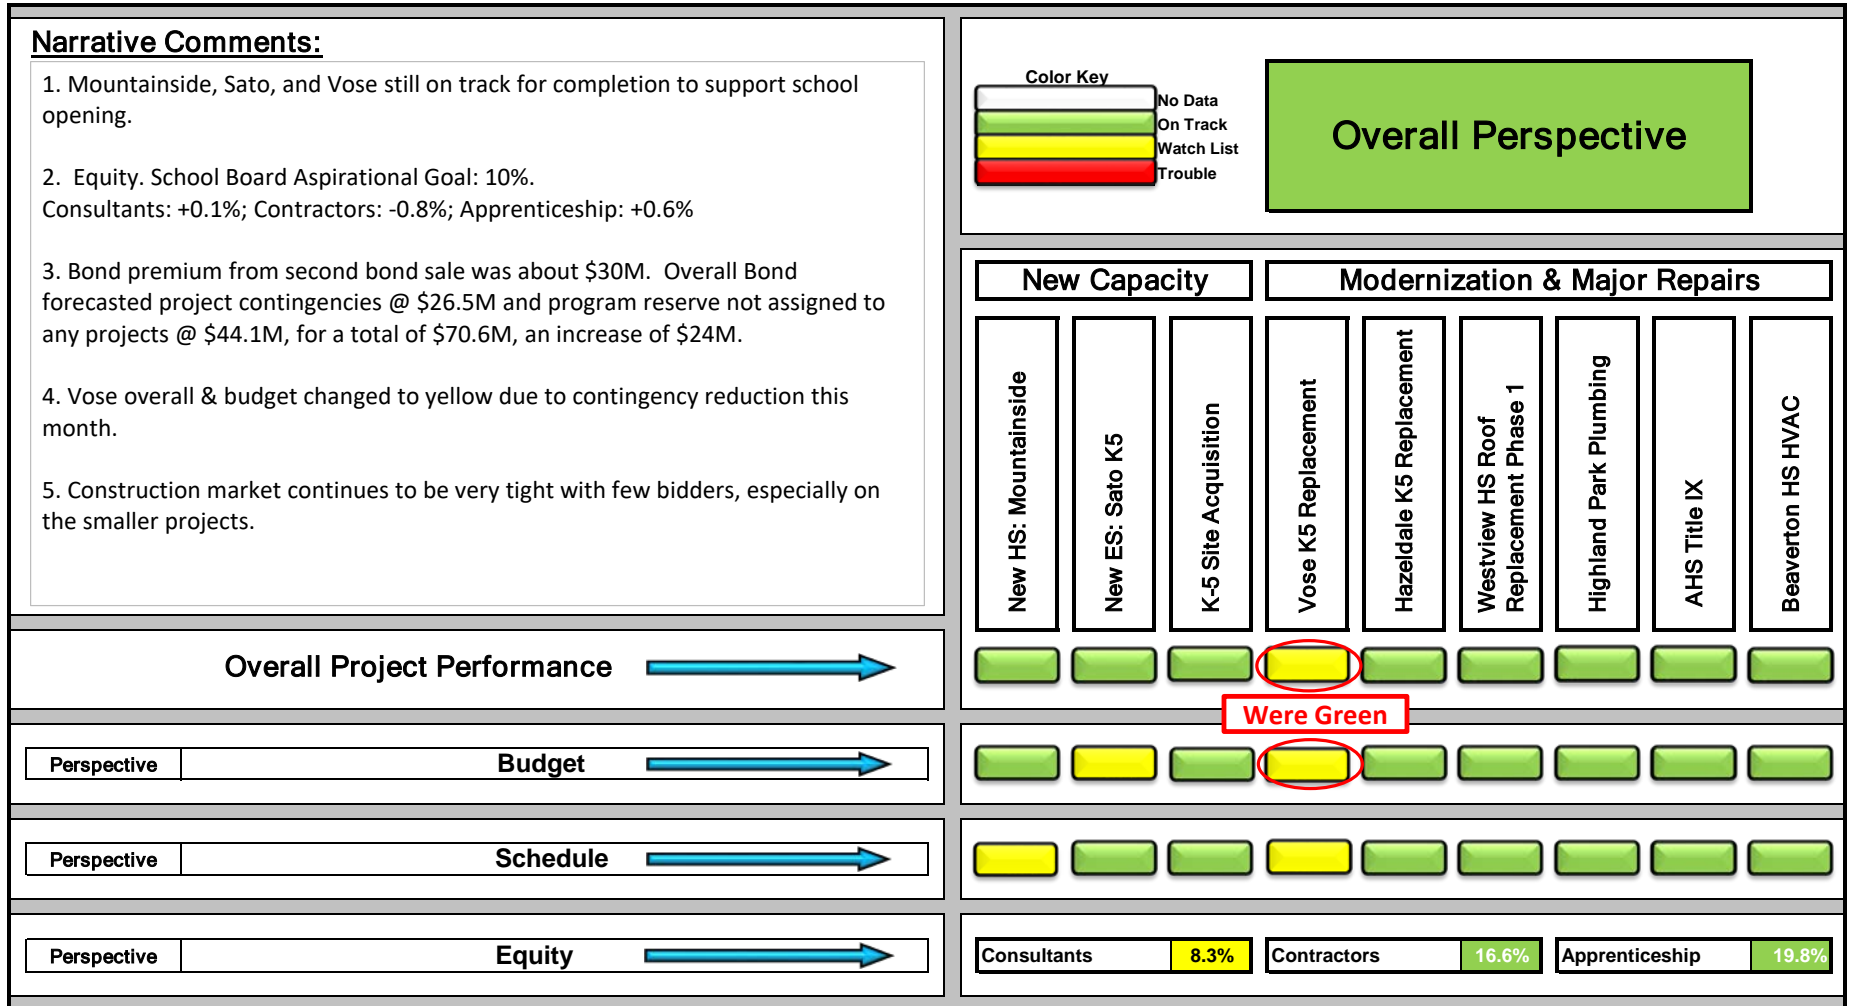 Narrative Comments:
1. Mountainside, Sato, and Vose still on track for completion to support school
opening.
2.  Equity. School Board Aspirational Goal: 10%.
Consultants: +0.1%; Contractors: -0.8%; Apprenticeship: +0.6%
3. Bond premium from second bond sale was about $30M.  Overall Bond
forecasted project contingencies @ $26.5M and program reserve not assigned to
any projects @ $44.1M, for a total of $70.6M, an increase of $24M.
4. Vose overall & budget changed to yellow due to contingency reduction this
month.
5. Construction market continues to be very tight with few bidders, especially on
the smaller projects.
Color Key
No Data
On Track
Watch List
Trouble
Overall Perspective
New Capacity
Modernization & Major Repairs
New HS: Mountainside
New ES: Sato K5
K-5 Site Acquisition
Vose K5 Replacement
Hazeldale K5 Replacement
Westview HS Roof
Replacement Phase 1
Highland Park Plumbing
AHS Title IX
Beaverton HS HVAC
Overall Project Performance
Were Green
Perspective
Budget
Perspective
Schedule
Perspective
Equity
Consultants
8.3%
Contractors
16.6%
Apprenticeship
19.8%